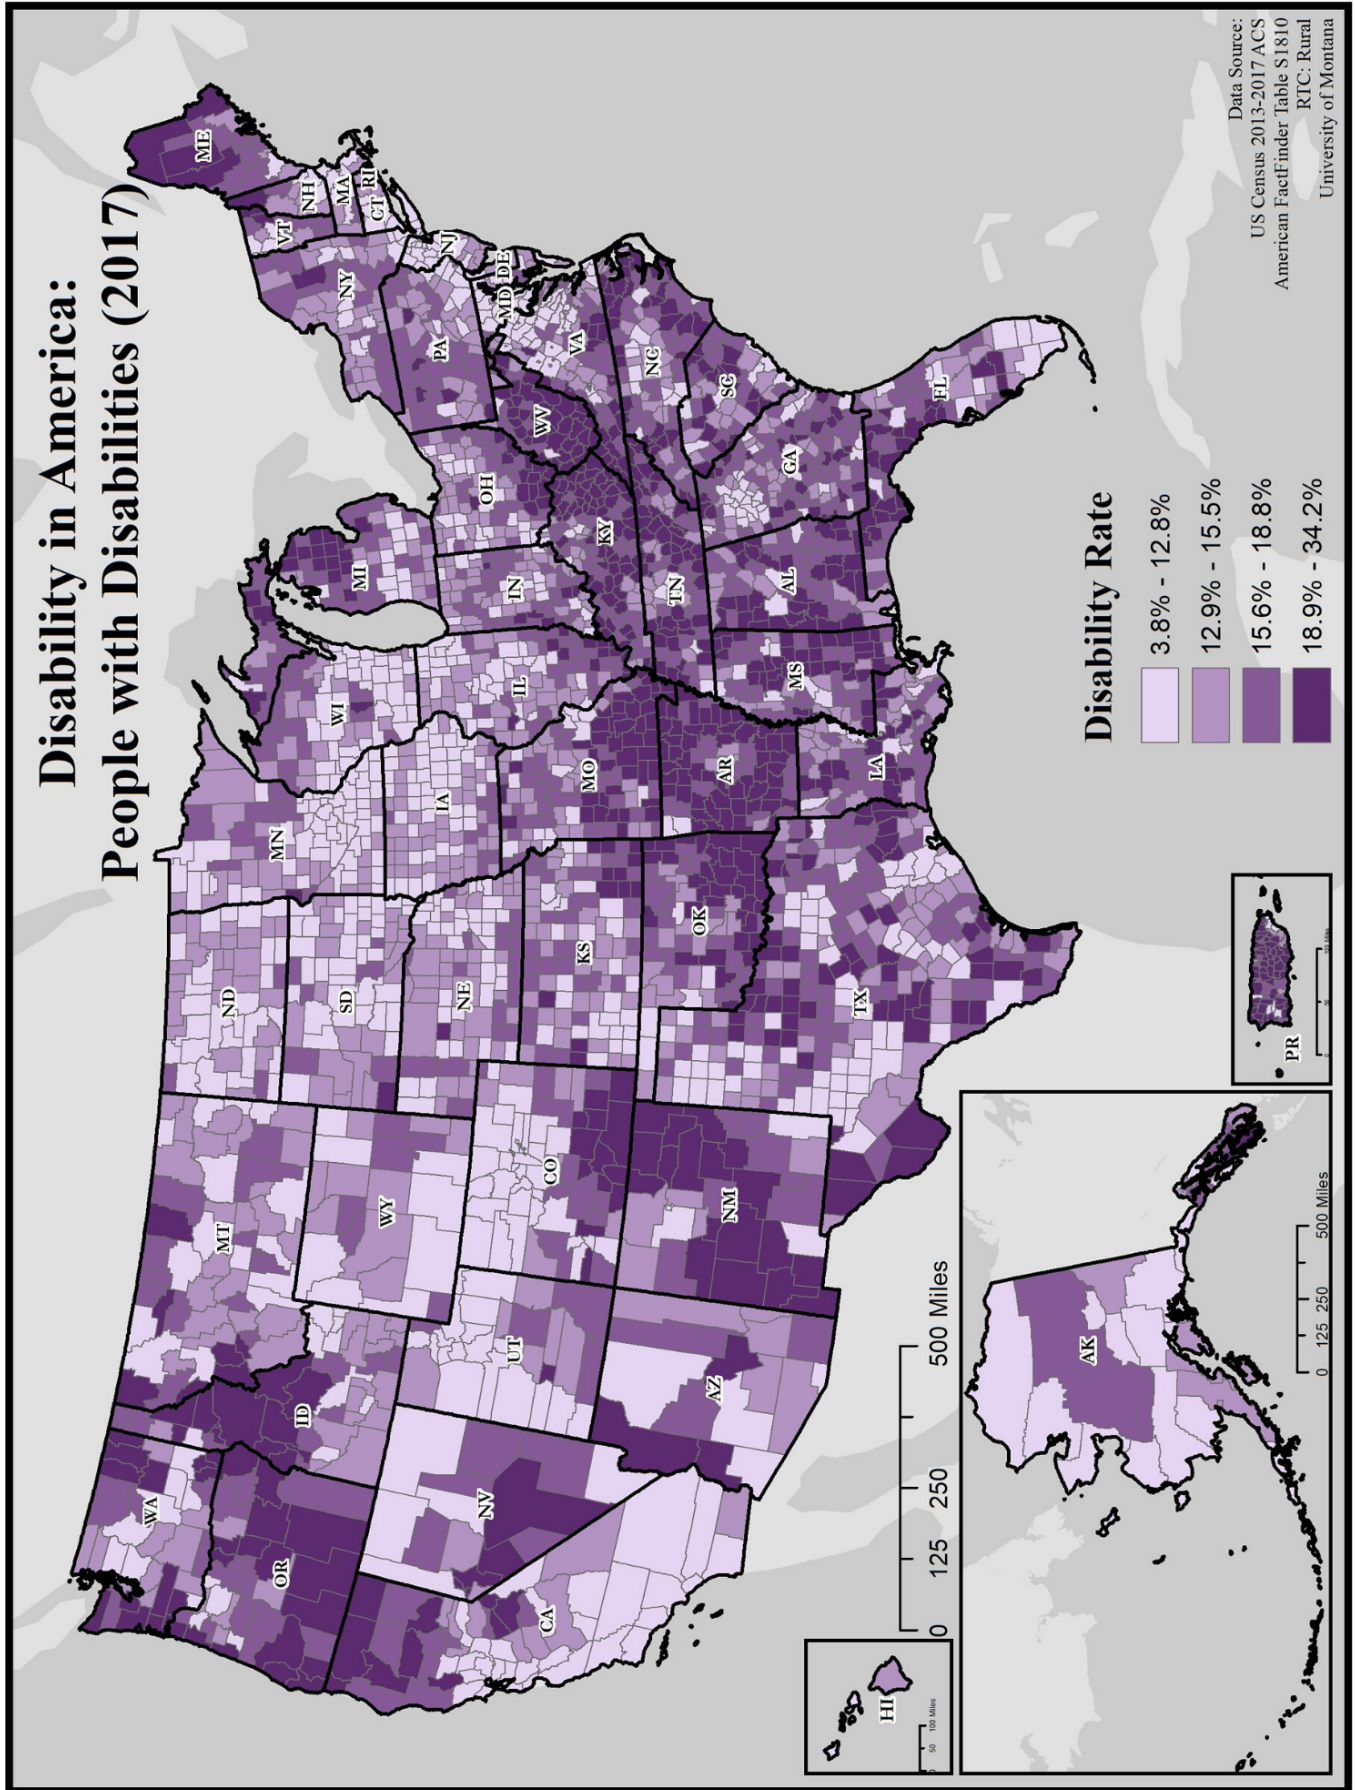 Disability in America:
People with Disabilities (2017)
WA
OR
CA
NV
ID
MT
WY
UT
AZ
CO
NM
ND
SD
NE
KS
OK
TX
MN
IA
MO
AR
LA
WI
IL
MI
IN
OH
KY
TN
MS
AL
GA
FL
SC
NC
VA
WV
MD
DE
PA
NJ
NY
CT
RI
MA
VT
NH
ME
0 125 250 500 Miles
HI
0 50 100 Miles
AK
0 125 250 500 Miles
PR
Disability Rate
3.8% - 12.8%
12.9% - 15.5%
15.6% - 18.8%
18.9% - 34.2%
Data Source:
US Census 2013-2017 ACS
American FactFinder Table S1810
RTC: Rural
University of Montana